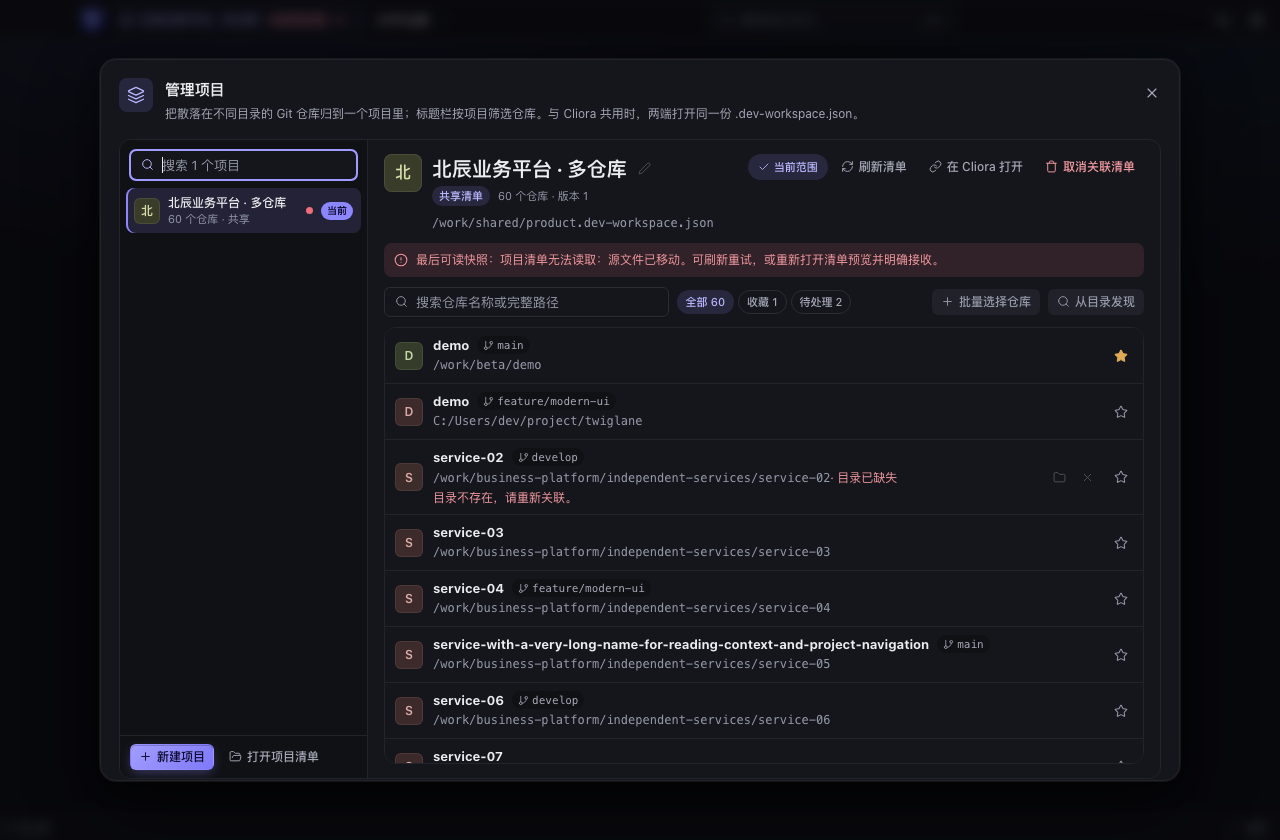 管理项目
把散落在不同目录的 Git 仓库归到一个项目里；标题栏按项目筛选仓库。与 Cliora 共用时，两端打开同一份 .dev-workspace.json。
搜索 1 个项目
北
北辰业务平台 · 多仓库
60 个仓库 · 共享
当前
新建项目
打开项目清单
北
北辰业务平台 · 多仓库
当前范围
刷新清单
在 Cliora 打开
取消关联清单
共享清单
60 个仓库 · 版本 1
/work/shared/product.dev-workspace.json
最后可读快照：项目清单无法读取：源文件已移动。可刷新重试，或重新打开清单预览并明确接收。
搜索仓库名称或完整路径
全部 60
收藏 1
待处理 2
批量选择仓库
从目录发现
D
demo
main
/work/beta/demo
D
demo
feature/modern-ui
C:/Users/dev/project/twiglane
S
service-02
develop
/work/business-platform/independent-services/service-02· 目录已缺失
目录不存在，请重新关联。
S
service-03
/work/business-platform/independent-services/service-03
S
service-04
feature/modern-ui
/work/business-platform/independent-services/service-04
S
service-with-a-very-long-name-for-reading-context-and-project-navigation
main
/work/business-platform/independent-services/service-05
S
service-06
develop
/work/business-platform/independent-services/service-06
service-07